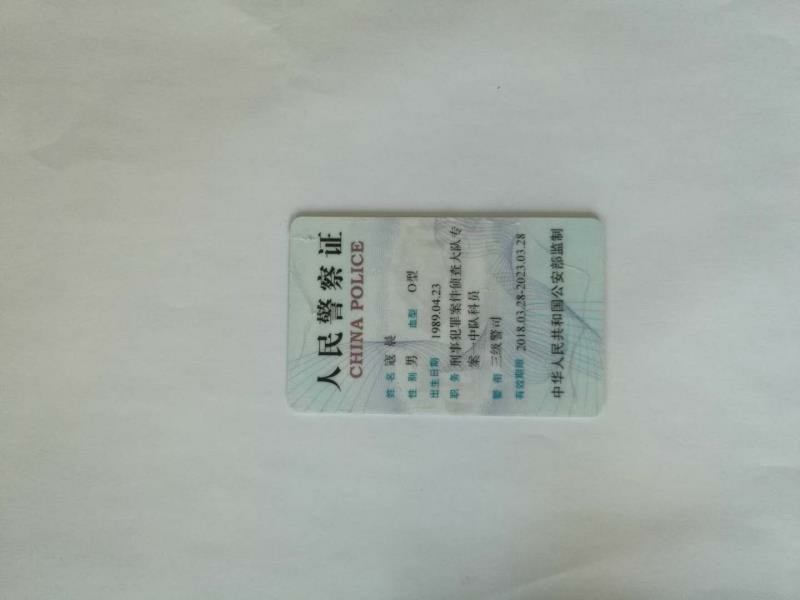 人民警察证
CHINA POLICE
姓名 寇晨
性别 男 血型 O型
出生日期 1989.04.23
职务 刑事犯罪案件侦查大队专
案一中队科员
警衔 三级警司
有效期限 2018.03.28-2023.03.28
中华人民共和国公安部监制